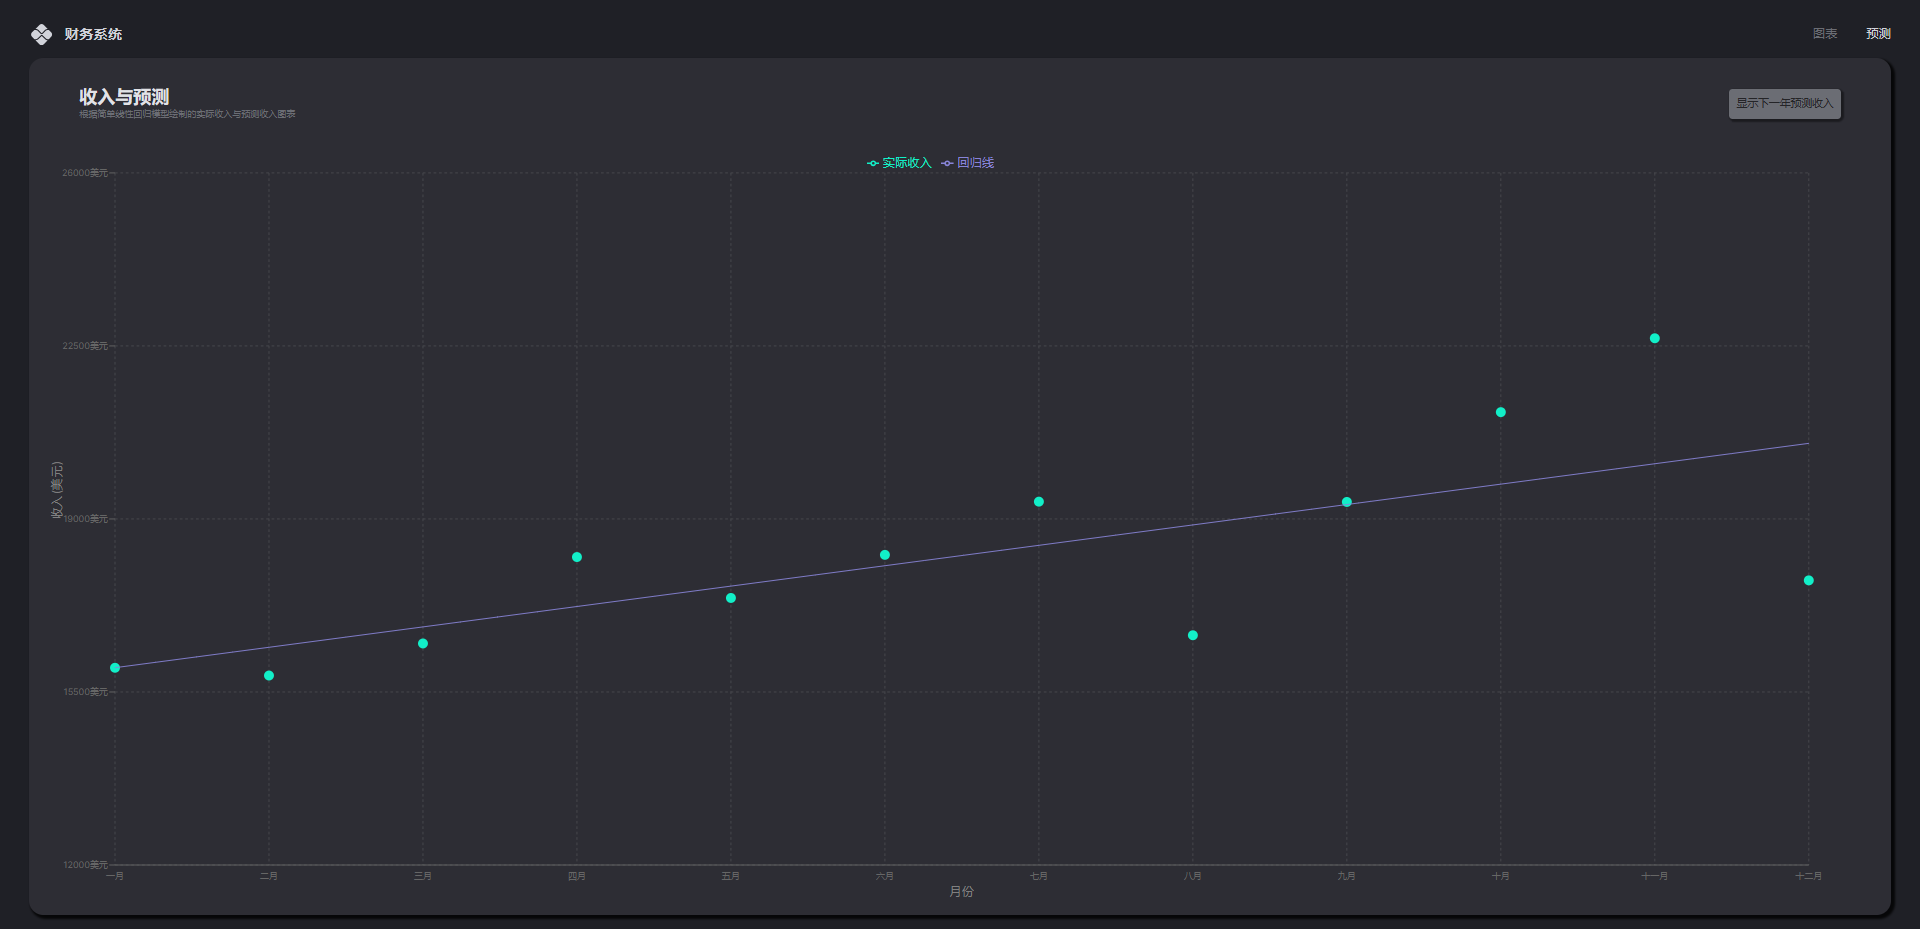 财务系统
图表
预测
收入与预测
根据简单线性回归模型绘制的实际收入与预测收入图表
显示下一年预测收入
实际收入
回归线
26000美元
22500美元
19000美元
15500美元
12000美元
收入 (美元)
一月
二月
三月
四月
五月
六月
七月
八月
九月
十月
十一月
十二月
月份